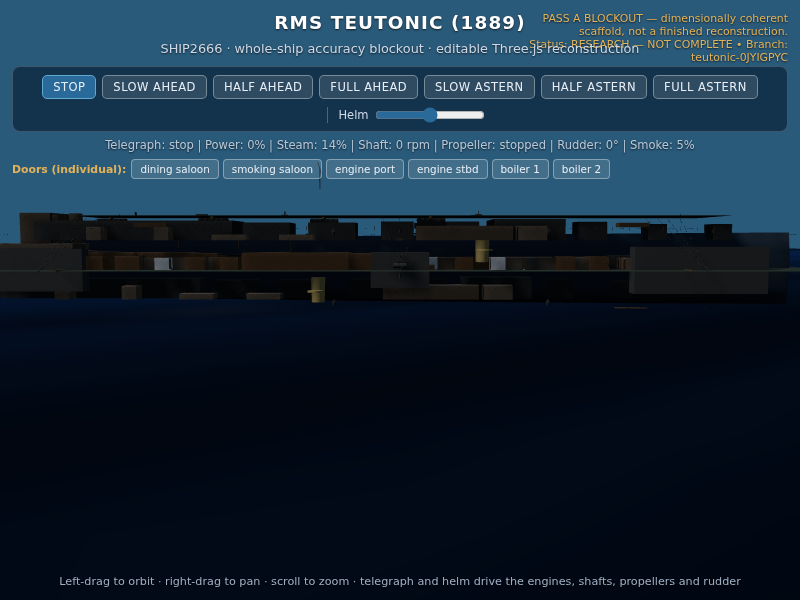 RMS TEUTONIC (1889)
SHIP2666 · whole-ship accuracy blockout · editable Three.js reconstruction
PASS A BLOCKOUT — dimensionally coherent
scaffold, not a finished reconstruction.
Status: RESEARCH — NOT COMPLETE • Branch:
teutonic-0JYIGPYC
STOP SLOW AHEAD HALF AHEAD FULL AHEAD SLOW ASTERN HALF ASTERN FULL ASTERN
Helm
Telegraph: stop | Power: 0% | Steam: 14% | Shaft: 0 rpm | Propeller: stopped | Rudder: 0° | Smoke: 5%
Doors (individual): dining saloon smoking saloon engine port engine stbd boiler 1 boiler 2
Left-drag to orbit · right-drag to pan · scroll to zoom · telegraph and helm drive the engines, shafts, propellers and rudder